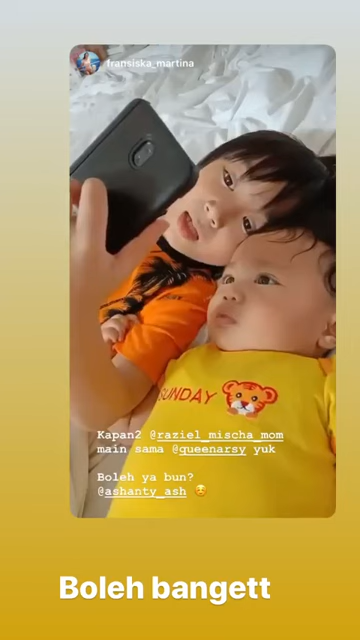 fransiska_martina
SUNDAY
Kapan2 @raziel_mischa_mom
main sama @queenarsy yuk
Boleh ya bun?
@ashanty_ash 🥺
Boleh bangett